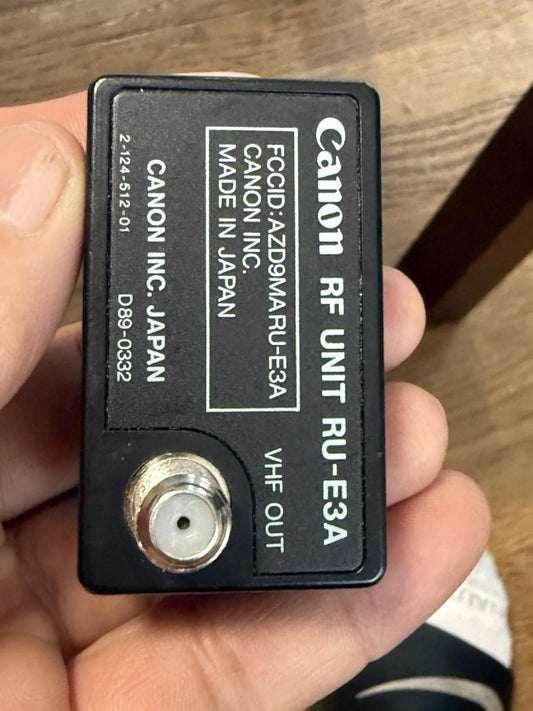 Canon RF UNIT RU-E3A
FCCID:AZD9MARU-E3A
CANON INC.
MADE IN JAPAN
VHF OUT
CANON INC. JAPAN
2-124-512-01
D89-0332